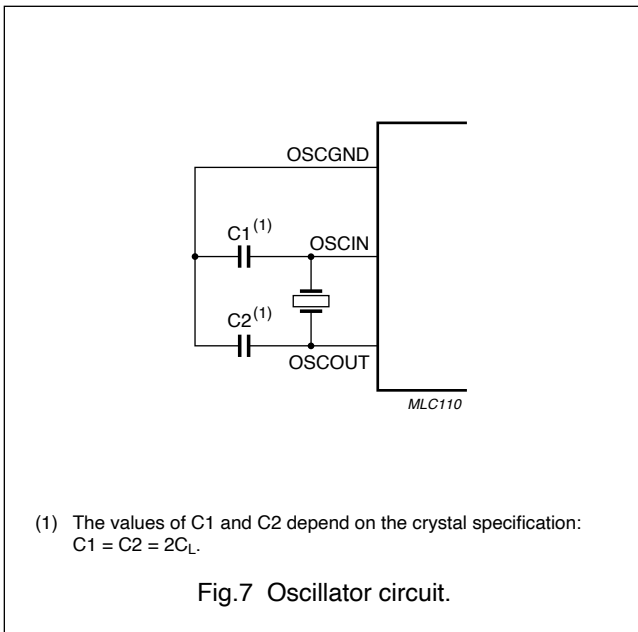 OSCGND
C1(1)
OSCIN
C2(1)
OSCOUT
MLC110
(1) The values of C1 and C2 depend on the crystal specification:
C1 = C2 = 2CL.
Fig.7 Oscillator circuit.